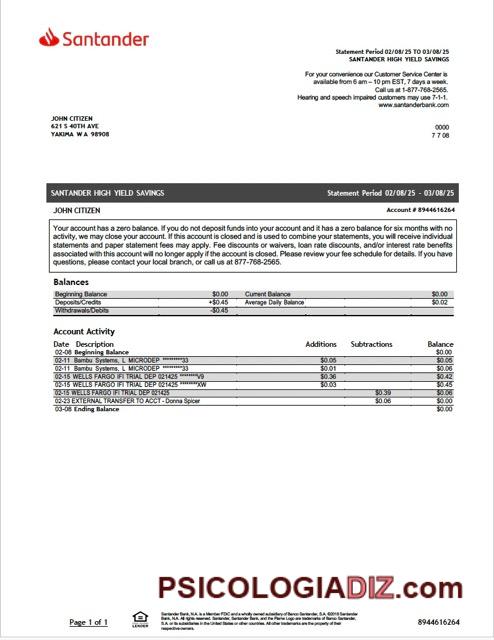 Santander
Statement Period 02/08/25 TO 03/08/25
SANTANDER HIGH YIELD SAVINGS
For your convenience our Customer Service Center is
available from 6 am – 10 pm EST, 7 days a week.
Call us at 1-877-768-2565.
Hearing and speech impaired customers may use 7-1-1.
www.santanderbank.com
JOHN CITIZEN
621 S 40TH AVE
YAKIMA WA 98908
0000
7 7 08
SANTANDER HIGH YIELD SAVINGS Statement Period 02/08/25 - 03/08/25
JOHN CITIZEN Account # 8944616264
Your account has a zero balance. If you do not deposit funds into your account and it has a zero balance for six months with no
activity, we may close your account. If this account is closed and is used to combine your statements, you will receive individual
statements and paper statement fees may apply. Fee discounts or waivers, loan rate discounts, and/or interest rate benefits
associated with this account will no longer apply if the account is closed. Please review your fee schedule for details. If you have
questions, please contact your local branch, or call us at 877-768-2565.
Balances
Beginning Balance $0.00 Current Balance $0.00
Deposits/Credits +$0.45 Average Daily Balance $0.02
Withdrawals/Debits -$0.45
Account Activity
Date Description Additions Subtractions Balance
02-08 Beginning Balance $0.00
02-11 Bambu Systems, L MICRODEP *********33 $0.05 $0.05
02-11 Bambu Systems, L MICRODEP *********33 $0.01 $0.06
02-15 WELLS FARGO IFI TRIAL DEP 021425 ********V9 $0.36 $0.42
02-15 WELLS FARGO IFI TRIAL DEP 021425 ********XW $0.03 $0.45
02-15 WELLS FARGO IFI TRIAL DEP 021425 $0.39 $0.06
02-23 EXTERNAL TRANSFER TO ACCT - Donna Spicer $0.06 $0.00
03-08 Ending Balance $0.00
PSICOLOGIADIZ.com
Page 1 of 1
LENDER
Santander Bank, N.A. is a Member FDIC and a wholly owned subsidiary of Banco Santander, S.A. ©2018 Santander
Bank, N.A. All rights reserved. Santander, Santander Bank, and the Flame Logo are trademarks of Banco Santander,
S.A. or its subsidiaries in the United States or other countries. All other trademarks are the property of their
respective owners.
8944616264